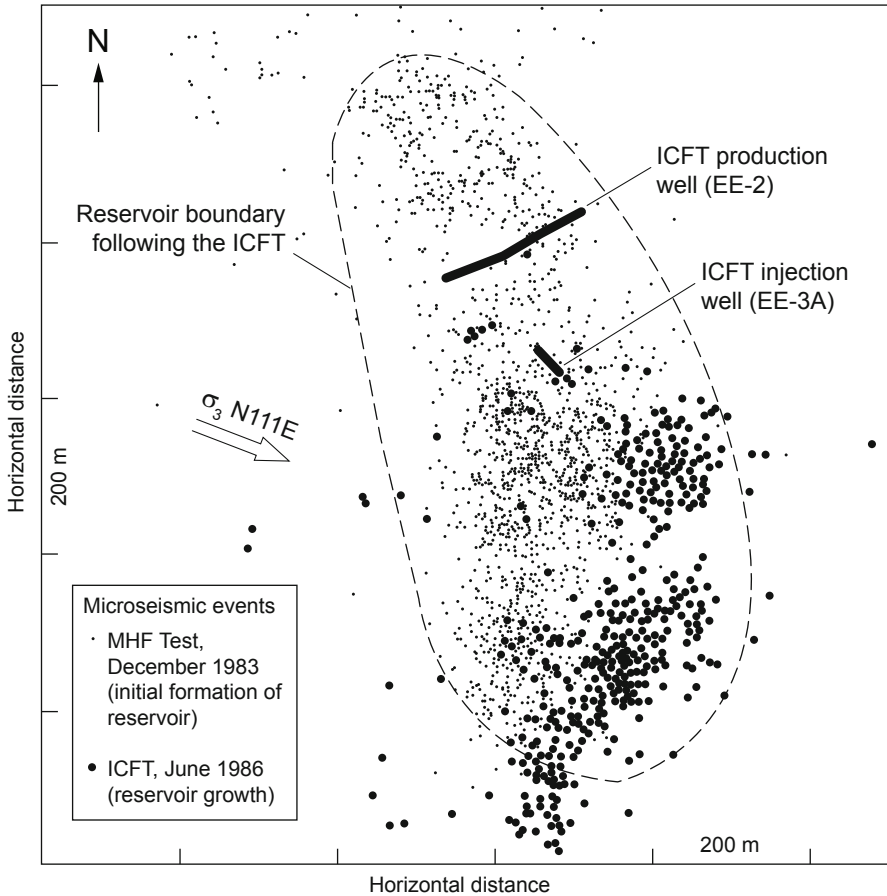 N
ICFT production
well (EE-2)
Reservoir boundary
following the ICFT
ICFT injection
well (EE-3A)
σ3 N111E
Horizontal distance
200 m
Microseismic events
MHF Test,
December 1983
(initial formation of
reservoir)
ICFT, June 1986
(reservoir growth)
200 m
Horizontal distance